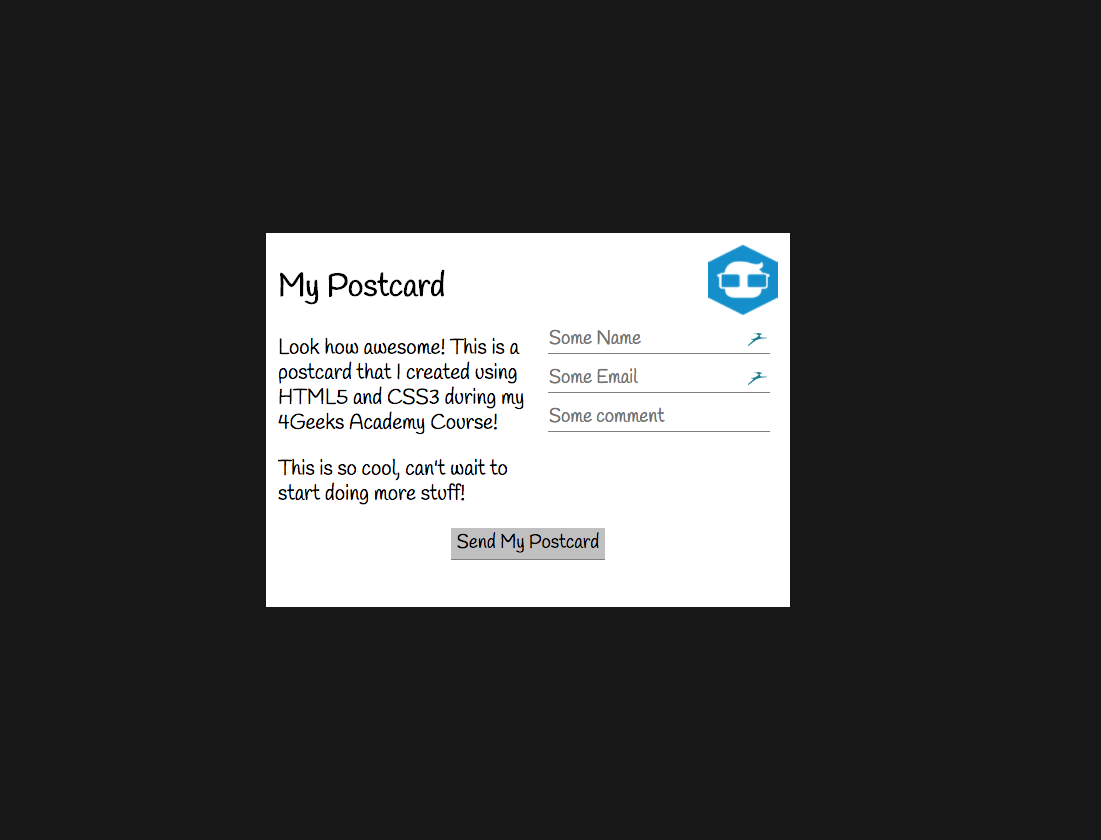 My Postcard
Look how awesome! This is a
postcard that I created using
HTML5 and CSS3 during my
4Geeks Academy Course!
This is so cool, can't wait to
start doing more stuff!
Some Name
Some Email
Some comment
Send My Postcard